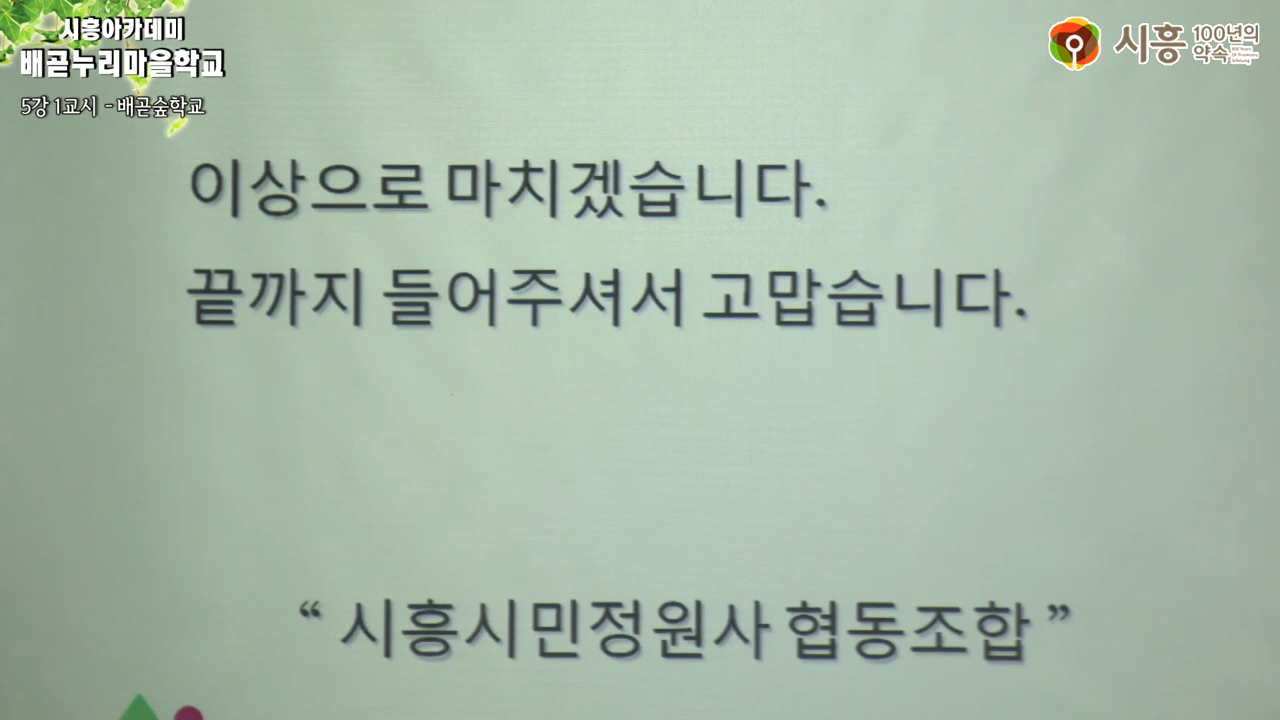 시흥아카데미
배곧누리마을학교
5강 1교시 - 배곧숲학교
시흥 100년의 약속
이상으로 마치겠습니다.
끝까지 들어주셔서 고맙습니다.
“ 시흥시민정원사 협동조합 ”